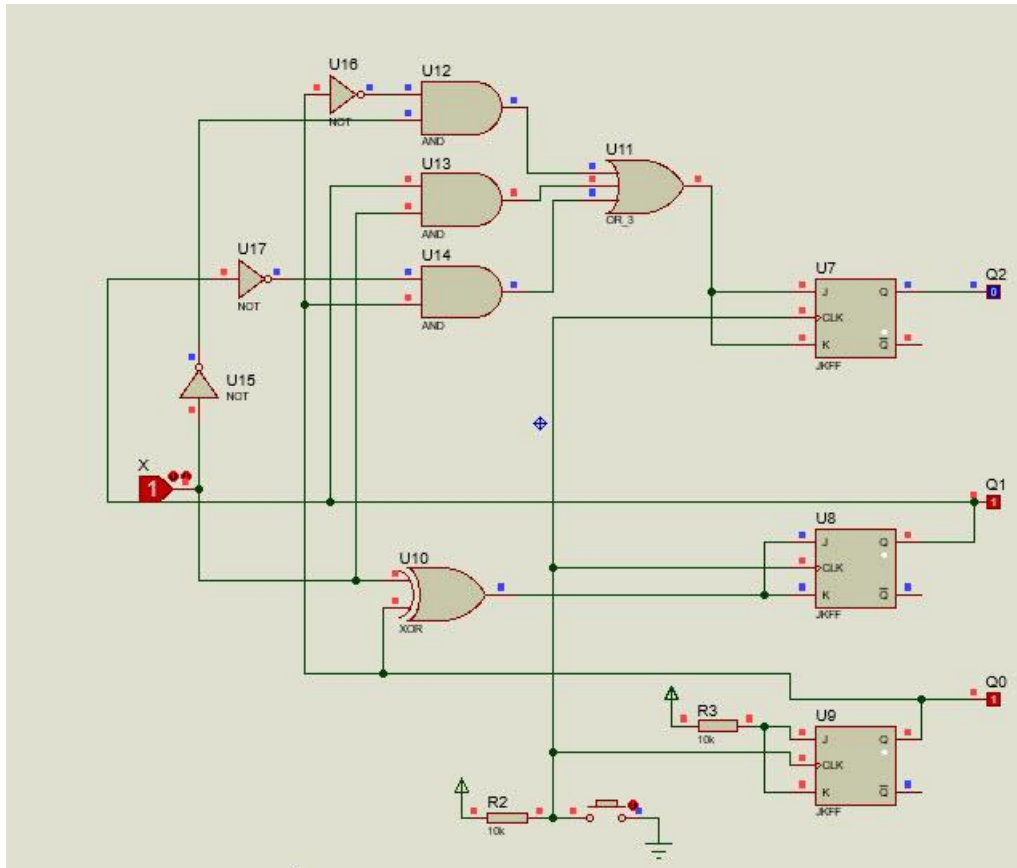 U16
NOT
U12
AND
U13
AND
U11
OR_3
U17
NOT
U14
AND
U7
J
Q
CLK
K
Q
JKFF
Q2
0
U15
NOT
X
1
Q1
1
U8
J
Q
CLK
K
Q
JKFF
U10
XOR
Q0
1
R3
10k
U9
J
Q
CLK
K
Q
JKFF
R2
10k